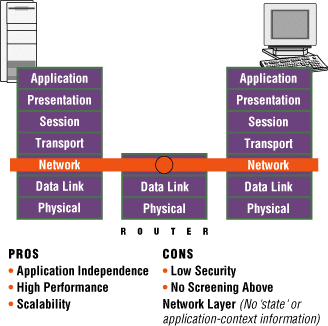 Application
Presentation
Session
Transport
Network
Data Link
Physical
Data Link
Physical
Application
Presentation
Session
Transport
Network
Data Link
Physical
ROUTER
PROS
• Application Independence
• High Performance
• Scalability
CONS
• Low Security
• No Screening Above
Network Layer (No 'state' or
application-context information)